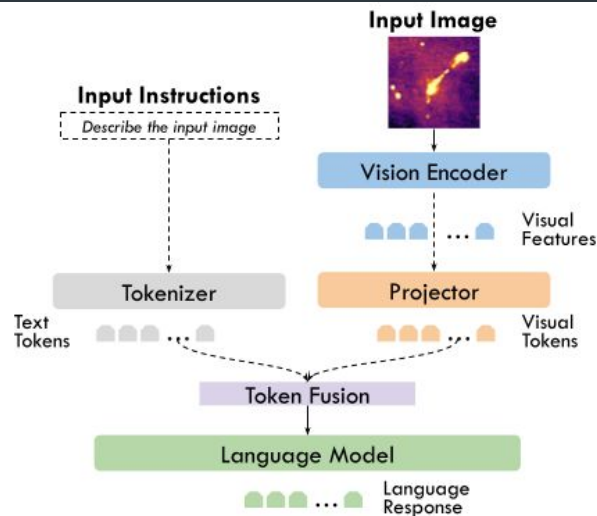 Input Image
Input Instructions
Describe the input image
Vision Encoder
Visual
Features
Tokenizer
Projector
Text
Tokens
Visual
Tokens
Token Fusion
Language Model
Language
Response